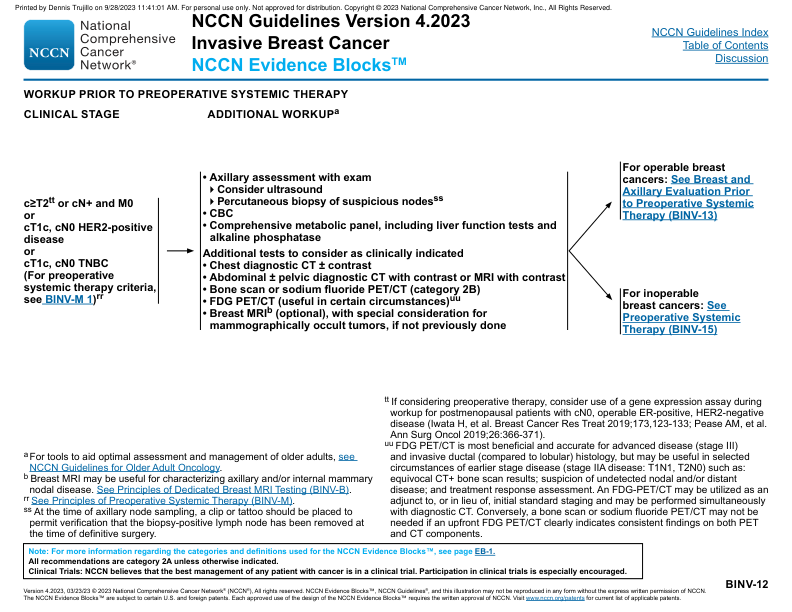 Printed by Dennis Trujillo on 9/28/2023 11:41:01 AM. For personal use only. Not approved for distribution. Copyright © 2023 National Comprehensive Cancer Network, Inc., All Rights Reserved.
NCCN
National
Comprehensive
Cancer
Network®
NCCN Guidelines Version 4.2023
Invasive Breast Cancer
NCCN Evidence Blocks™
NCCN Guidelines Index
Table of Contents
Discussion
WORKUP PRIOR TO PREOPERATIVE SYSTEMIC THERAPY
CLINICAL STAGE
ADDITIONAL WORKUPᵃ
c≥T2ᵗᵗ or cN+ and M0
or
cT1c, cN0 HER2-positive
disease
or
cT1c, cN0 TNBC
(For preoperative
systemic therapy criteria,
see BINV-M 1)ʳʳ
• Axillary assessment with exam
Consider ultrasound
Percutaneous biopsy of suspicious nodesˢˢ
• CBC
• Comprehensive metabolic panel, including liver function tests and
alkaline phosphatase
Additional tests to consider as clinically indicated
• Chest diagnostic CT ± contrast
• Abdominal ± pelvic diagnostic CT with contrast or MRI with contrast
• Bone scan or sodium fluoride PET/CT (category 2B)
• FDG PET/CT (useful in certain circumstances)ᵘᵘ
• Breast MRIᵇ (optional), with special consideration for
mammographically occult tumors, if not previously done
For operable breast
cancers: See Breast and
Axillary Evaluation Prior
to Preoperative Systemic
Therapy (BINV-13)
For inoperable
breast cancers: See
Preoperative Systemic
Therapy (BINV-15)
ᵃ For tools to aid optimal assessment and management of older adults, see
NCCN Guidelines for Older Adult Oncology.
ᵇ Breast MRI may be useful for characterizing axillary and/or internal mammary
nodal disease. See Principles of Dedicated Breast MRI Testing (BINV-B).
ʳʳ See Principles of Preoperative Systemic Therapy (BINV-M).
ˢˢ At the time of axillary node sampling, a clip or tattoo should be placed to
permit verification that the biopsy-positive lymph node has been removed at
the time of definitive surgery.
ᵗᵗ If considering preoperative therapy, consider use of a gene expression assay during
workup for postmenopausal patients with cN0, operable ER-positive, HER2-negative
disease (Iwata H, et al. Breast Cancer Res Treat 2019;173,123-133; Pease AM, et al.
Ann Surg Oncol 2019;26:366-371).
ᵘᵘ FDG PET/CT is most beneficial and accurate for advanced disease (stage III)
and invasive ductal (compared to lobular) histology, but may be useful in selected
circumstances of earlier stage disease (stage IIA disease: T1N1, T2N0) such as:
equivocal CT+ bone scan results; suspicion of undetected nodal and/or distant
disease; and treatment response assessment. An FDG-PET/CT may be utilized as an
adjunct to, or in lieu of, initial standard staging and may be performed simultaneously
with diagnostic CT. Conversely, a bone scan or sodium fluoride PET/CT may not be
needed if an upfront FDG PET/CT clearly indicates consistent findings on both PET
and CT components.
Note: For more information regarding the categories and definitions used for the NCCN Evidence Blocks™, see page EB-1.
All recommendations are category 2A unless otherwise indicated.
Clinical Trials: NCCN believes that the best management of any patient with cancer is in a clinical trial. Participation in clinical trials is especially encouraged.
BINV-12
Version 4.2023, 03/23/23 © 2023 National Comprehensive Cancer Network® (NCCN®), All rights reserved. NCCN Evidence Blocks™, NCCN Guidelines®, and this illustration may not be reproduced in any form without the express written permission of NCCN.
The NCCN Evidence Blocks™ are subject to certain U.S. and foreign patents. Each approved use of the design of the NCCN Evidence Blocks™ requires the written approval of NCCN. Visit www.nccn.org/patents for current list of applicable patents.